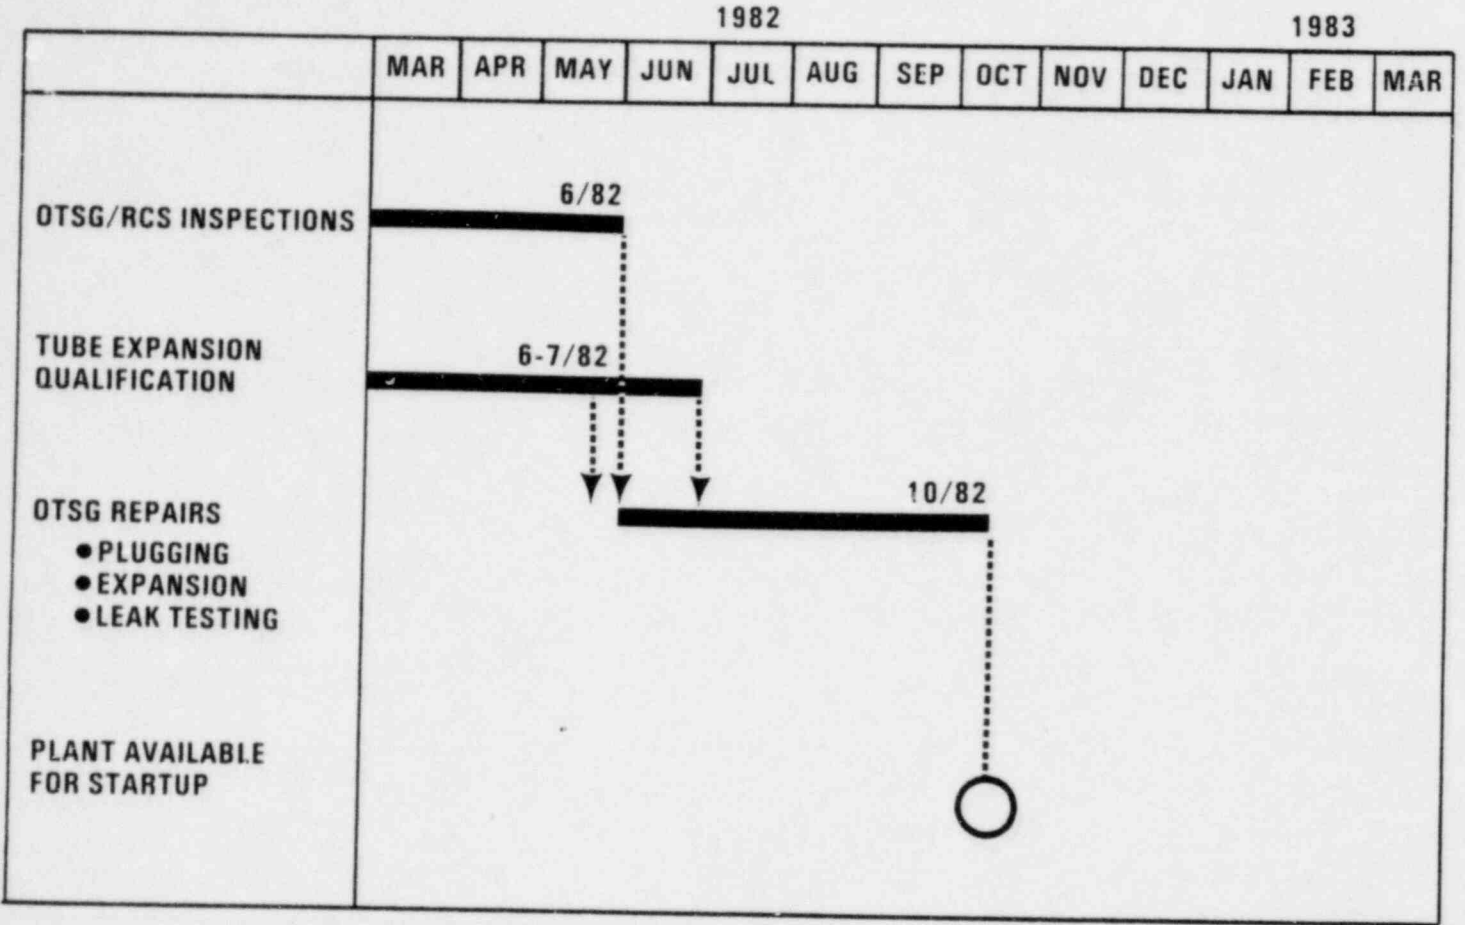 1982
1983
MAR APR MAY JUN JUL AUG SEP OCT NOV DEC JAN FEB MAR
6/82
OTSG/RCS INSPECTIONS
TUBE EXPANSION
QUALIFICATION
6-7/82
10/82
OTSG REPAIRS
● PLUGGING
● EXPANSION
● LEAK TESTING
PLANT AVAILABLE
FOR STARTUP